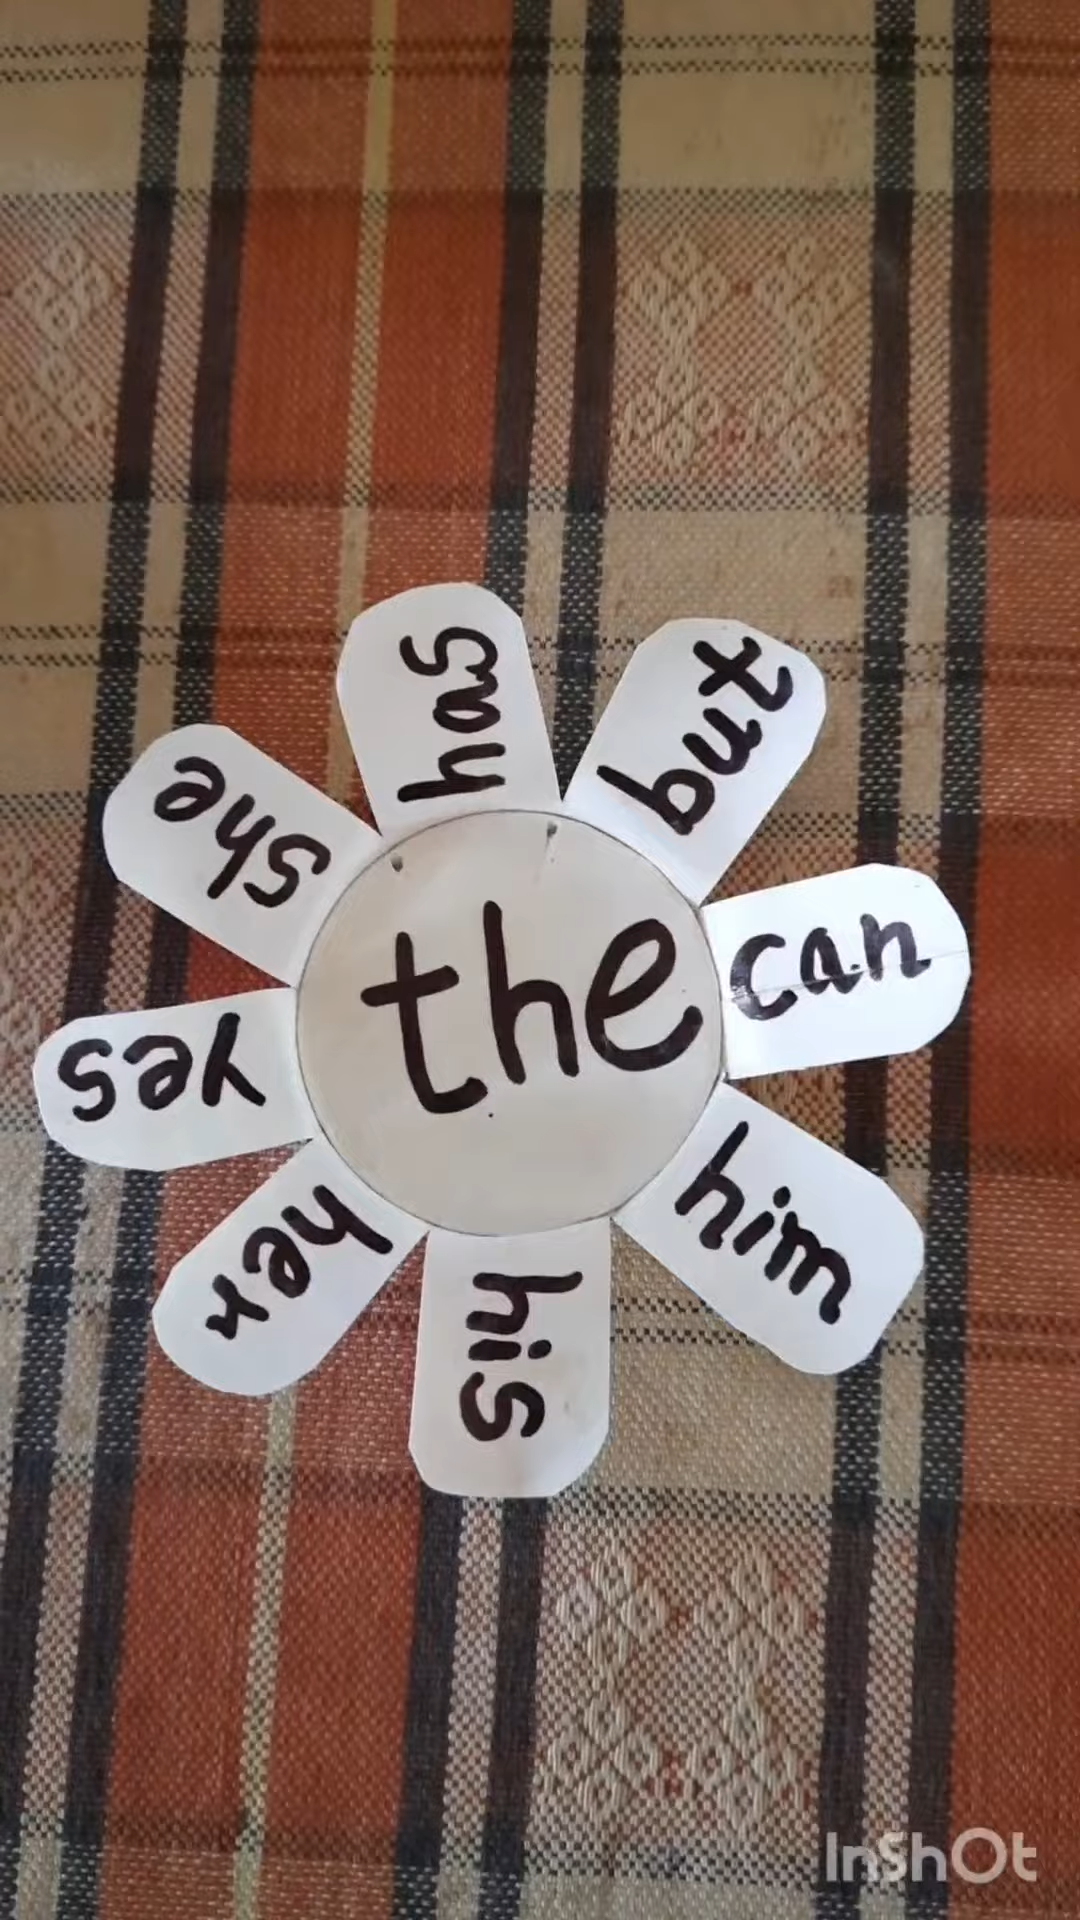 the
has
but
can
him
his
her
yes
she
InShOt